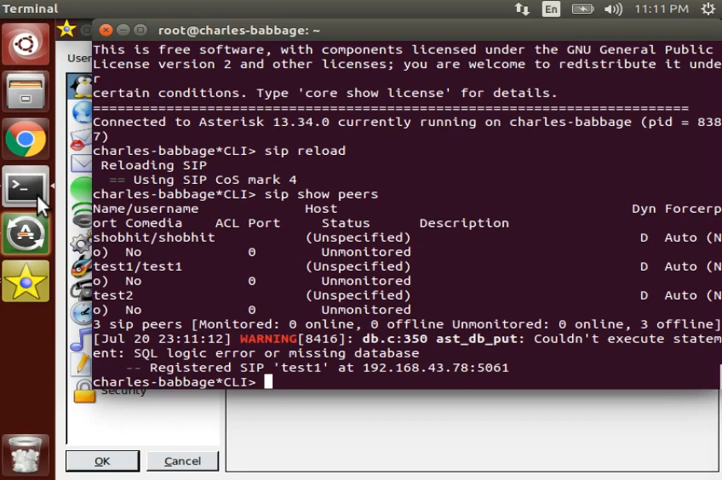 Terminal
En
11:11 PM
root@charles-babbage: ~
User
This is free software, with components licensed under the GNU General Public
License version 2 and other licenses; you are welcome to redistribute it unde
r
certain conditions. Type 'core show license' for details.
=========================================================================
Connected to Asterisk 13.34.0 currently running on charles-babbage (pid = 838
7)
charles-babbage*CLI> sip reload
Reloading SIP
== Using SIP CoS mark 4
charles-babbage*CLI> sip show peers
Name/username Host Dyn Forcerp
ort Comedia ACL Port Status Description
shobhit/shobhit (Unspecified) D Auto (N
o) No 0 Unmonitored
test1/test1 (Unspecified) D Auto (N
o) No 0 Unmonitored
test2 (Unspecified) D Auto (N
o) No 0 Unmonitored
3 sip peers [Monitored: 0 online, 0 offline Unmonitored: 0 online, 3 offline]
[Jul 20 23:11:12] WARNING[8416]: db.c:350 ast_db_put: Couldn't execute statem
ent: SQL logic error or missing database
-- Registered SIP 'test1' at 192.168.43.78:5061
charles-babbage*CLI>
Security
OK Cancel